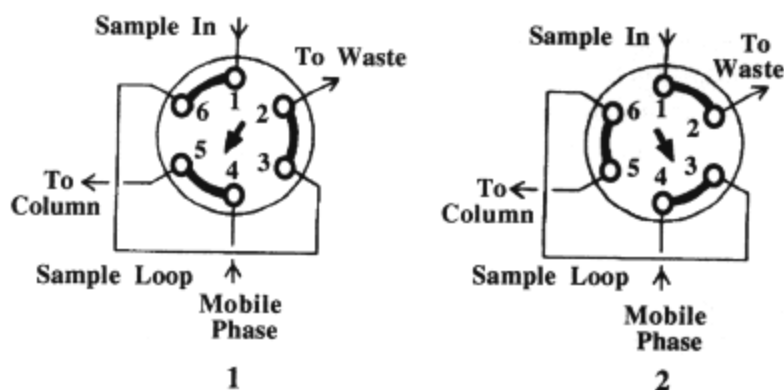 Sample In
To Waste
6
1
2
5
4
3
To
Column
Sample Loop
Mobile
Phase
1
Sample In
To
Waste
6
1
2
5
4
3
To
Column
Sample Loop
Mobile
Phase
2